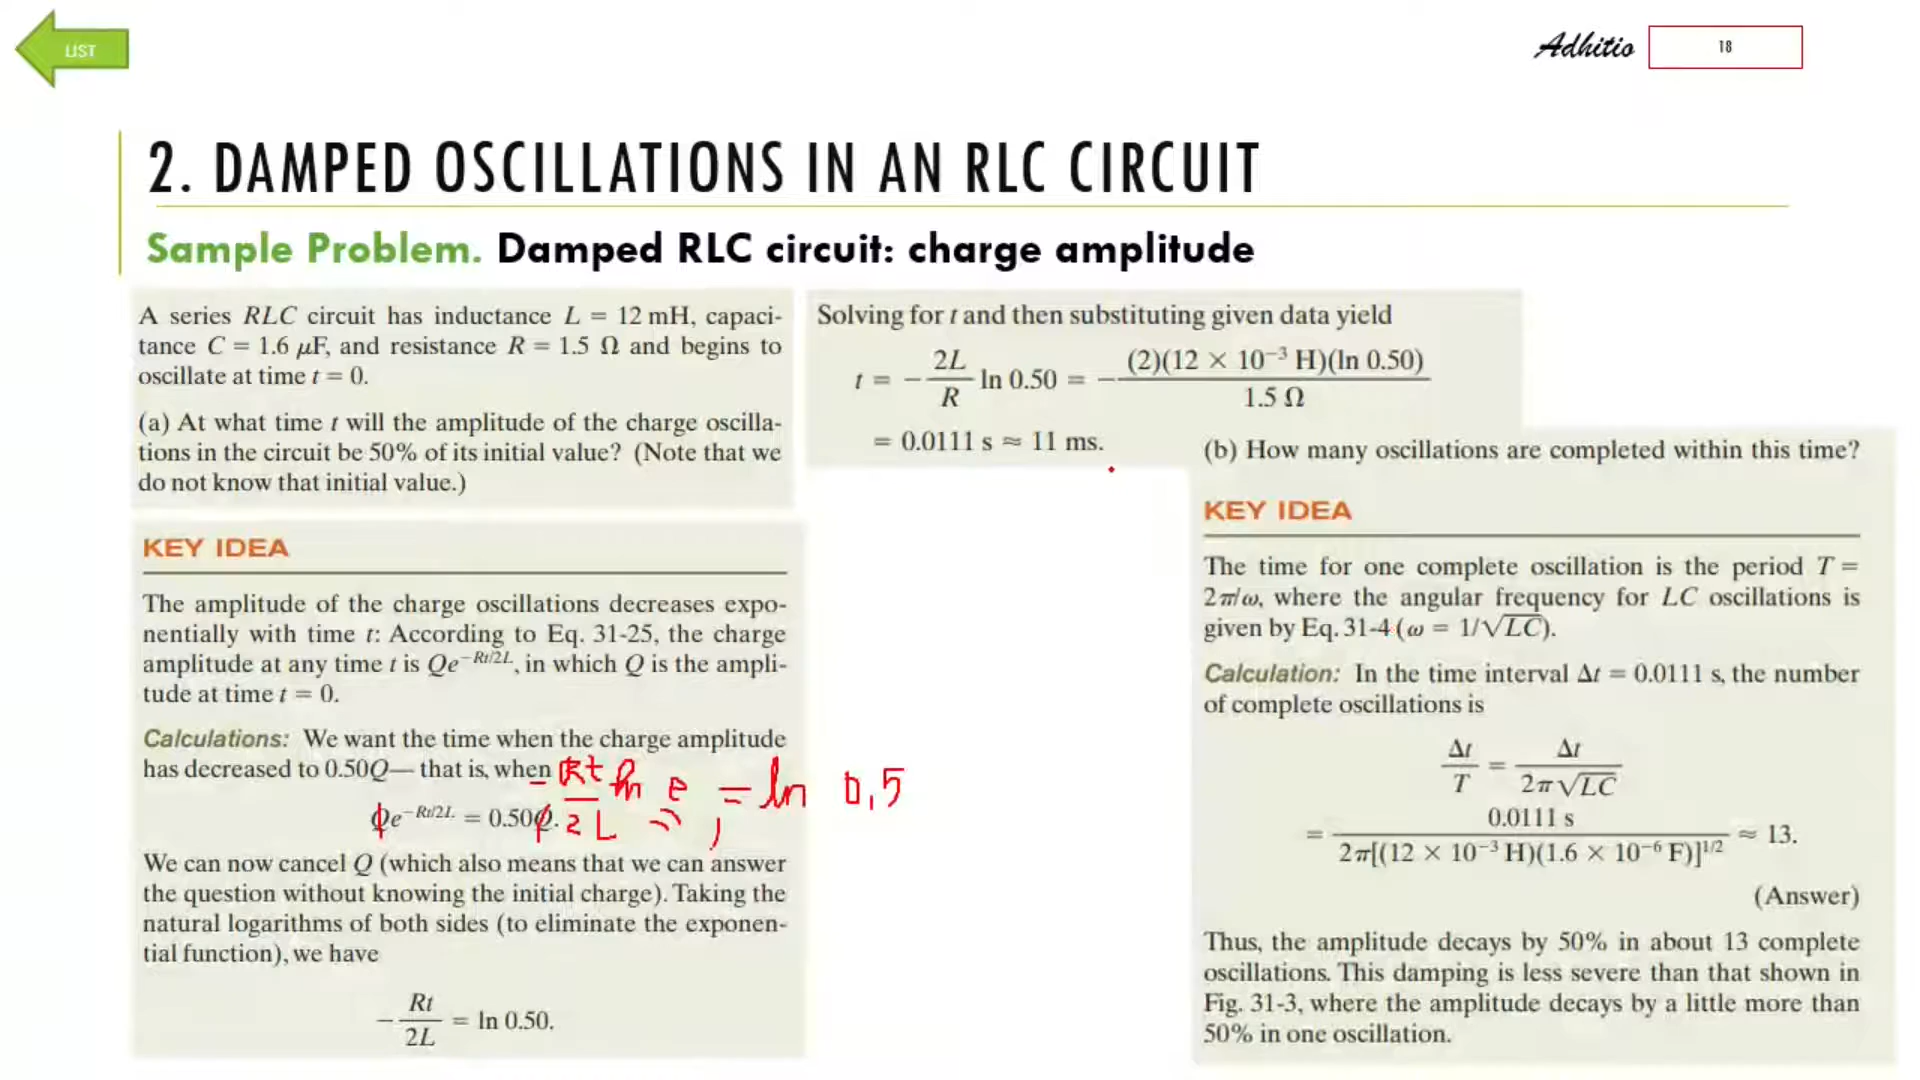 LIST
Adhitio
18
2. DAMPED OSCILLATIONS IN AN RLC CIRCUIT
Sample Problem. Damped RLC circuit: charge amplitude
A series RLC circuit has inductance L = 12 mH, capaci-
tance C = 1.6 μF, and resistance R = 1.5 Ω and begins to
oscillate at time t = 0.
(a) At what time t will the amplitude of the charge oscilla-
tions in the circuit be 50% of its initial value? (Note that we
do not know that initial value.)
KEY IDEA
The amplitude of the charge oscillations decreases expo-
nentially with time t: According to Eq. 31-25, the charge
amplitude at any time t is Qe^{-Rt/2L}, in which Q is the ampli-
tude at time t = 0.
Calculations: We want the time when the charge amplitude
has decreased to 0.50Q— that is, when
Qe^{-Rt/2L} = 0.50Q.
-Rt/2L ln e = ln 0,5
We can now cancel Q (which also means that we can answer
the question without knowing the initial charge). Taking the
natural logarithms of both sides (to eliminate the exponen-
tial function), we have
-Rt/2L = ln 0.50.
Solving for t and then substituting given data yield
t = -2L/R ln 0.50 = -(2)(12 × 10^{-3} H)(ln 0.50)/1.5 Ω
= 0.0111 s ≈ 11 ms.
(b) How many oscillations are completed within this time?
KEY IDEA
The time for one complete oscillation is the period T =
2π/ω, where the angular frequency for LC oscillations is
given by Eq. 31-4 (ω = 1/√LC).
Calculation: In the time interval Δt = 0.0111 s, the number
of complete oscillations is
Δt/T = Δt/2π√LC
= 0.0111 s/2π[(12 × 10^{-3} H)(1.6 × 10^{-6} F)]^{1/2} ≈ 13.
(Answer)
Thus, the amplitude decays by 50% in about 13 complete
oscillations. This damping is less severe than that shown in
Fig. 31-3, where the amplitude decays by a little more than
50% in one oscillation.